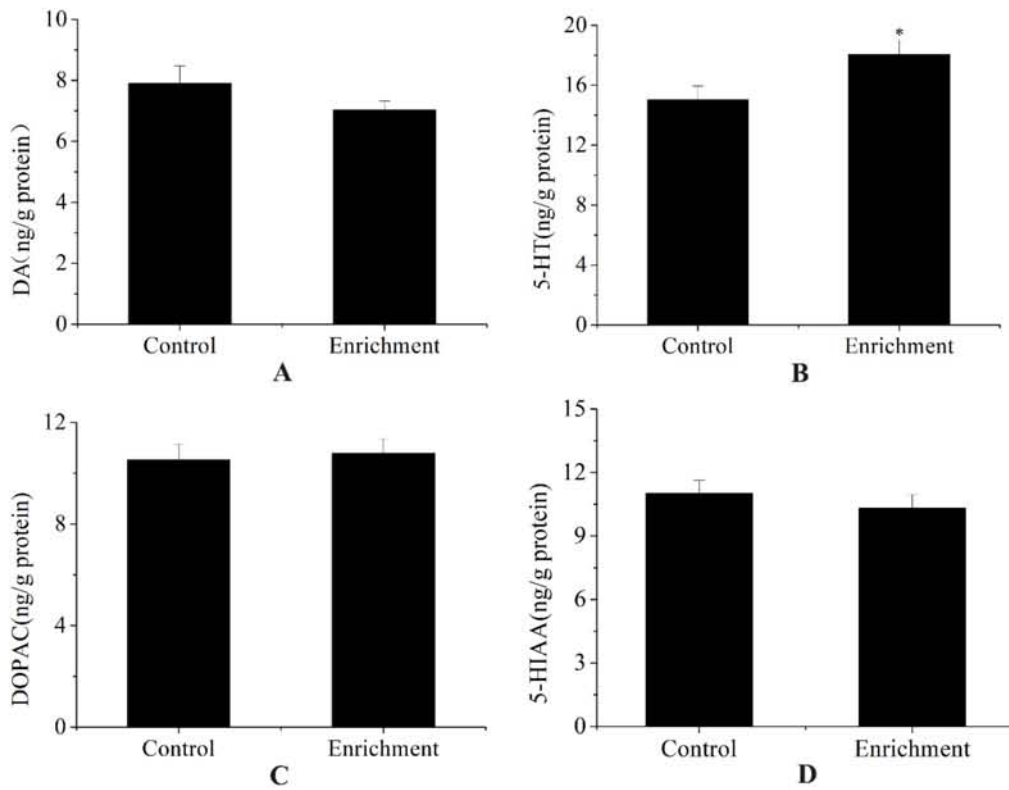 DA(ng/g protein)
10
8
6
4
2
0
Control Enrichment
A
5-HT(ng/g protein)
20
16
12
8
4
0
*
Control Enrichment
B
DOPAC(ng/g protein)
12
8
4
0
Control Enrichment
C
5-HIAA(ng/g protein)
15
12
9
6
3
0
Control Enrichment
D